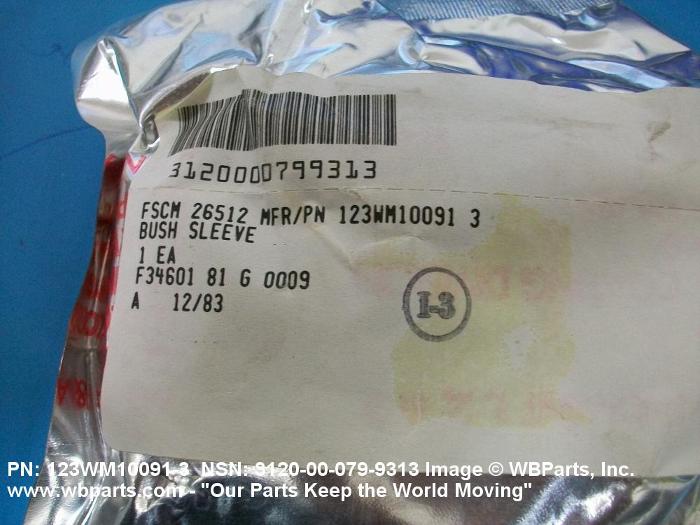 3120000799313
FSCM 26512 MFR/PN 123WM10091 3
BUSH SLEEVE
1 EA
F34601 81 G 0009
A 12/83
I-3
PN: 123WM10091-3 NSN: 9120-00-079-9313 Image © WBParts, Inc.
www.wbparts.com - "Our Parts Keep the World Moving"